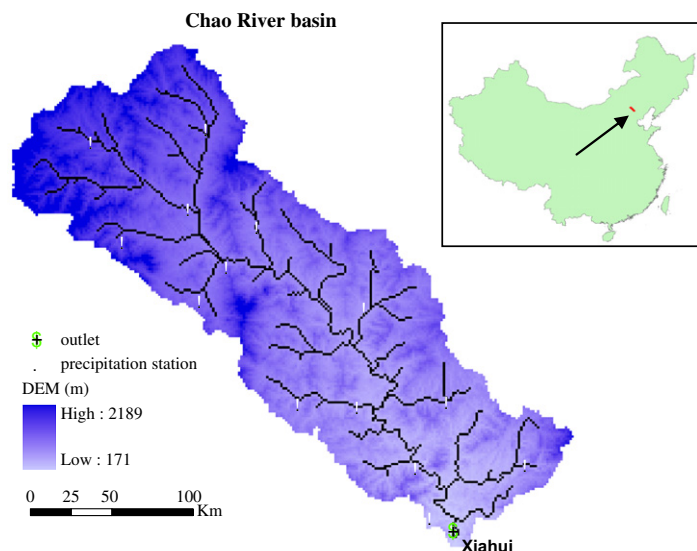 Chao River basin
outlet
precipitation station
DEM (m)
High : 2189
Low : 171
0 25 50 100
Km
Xiahui